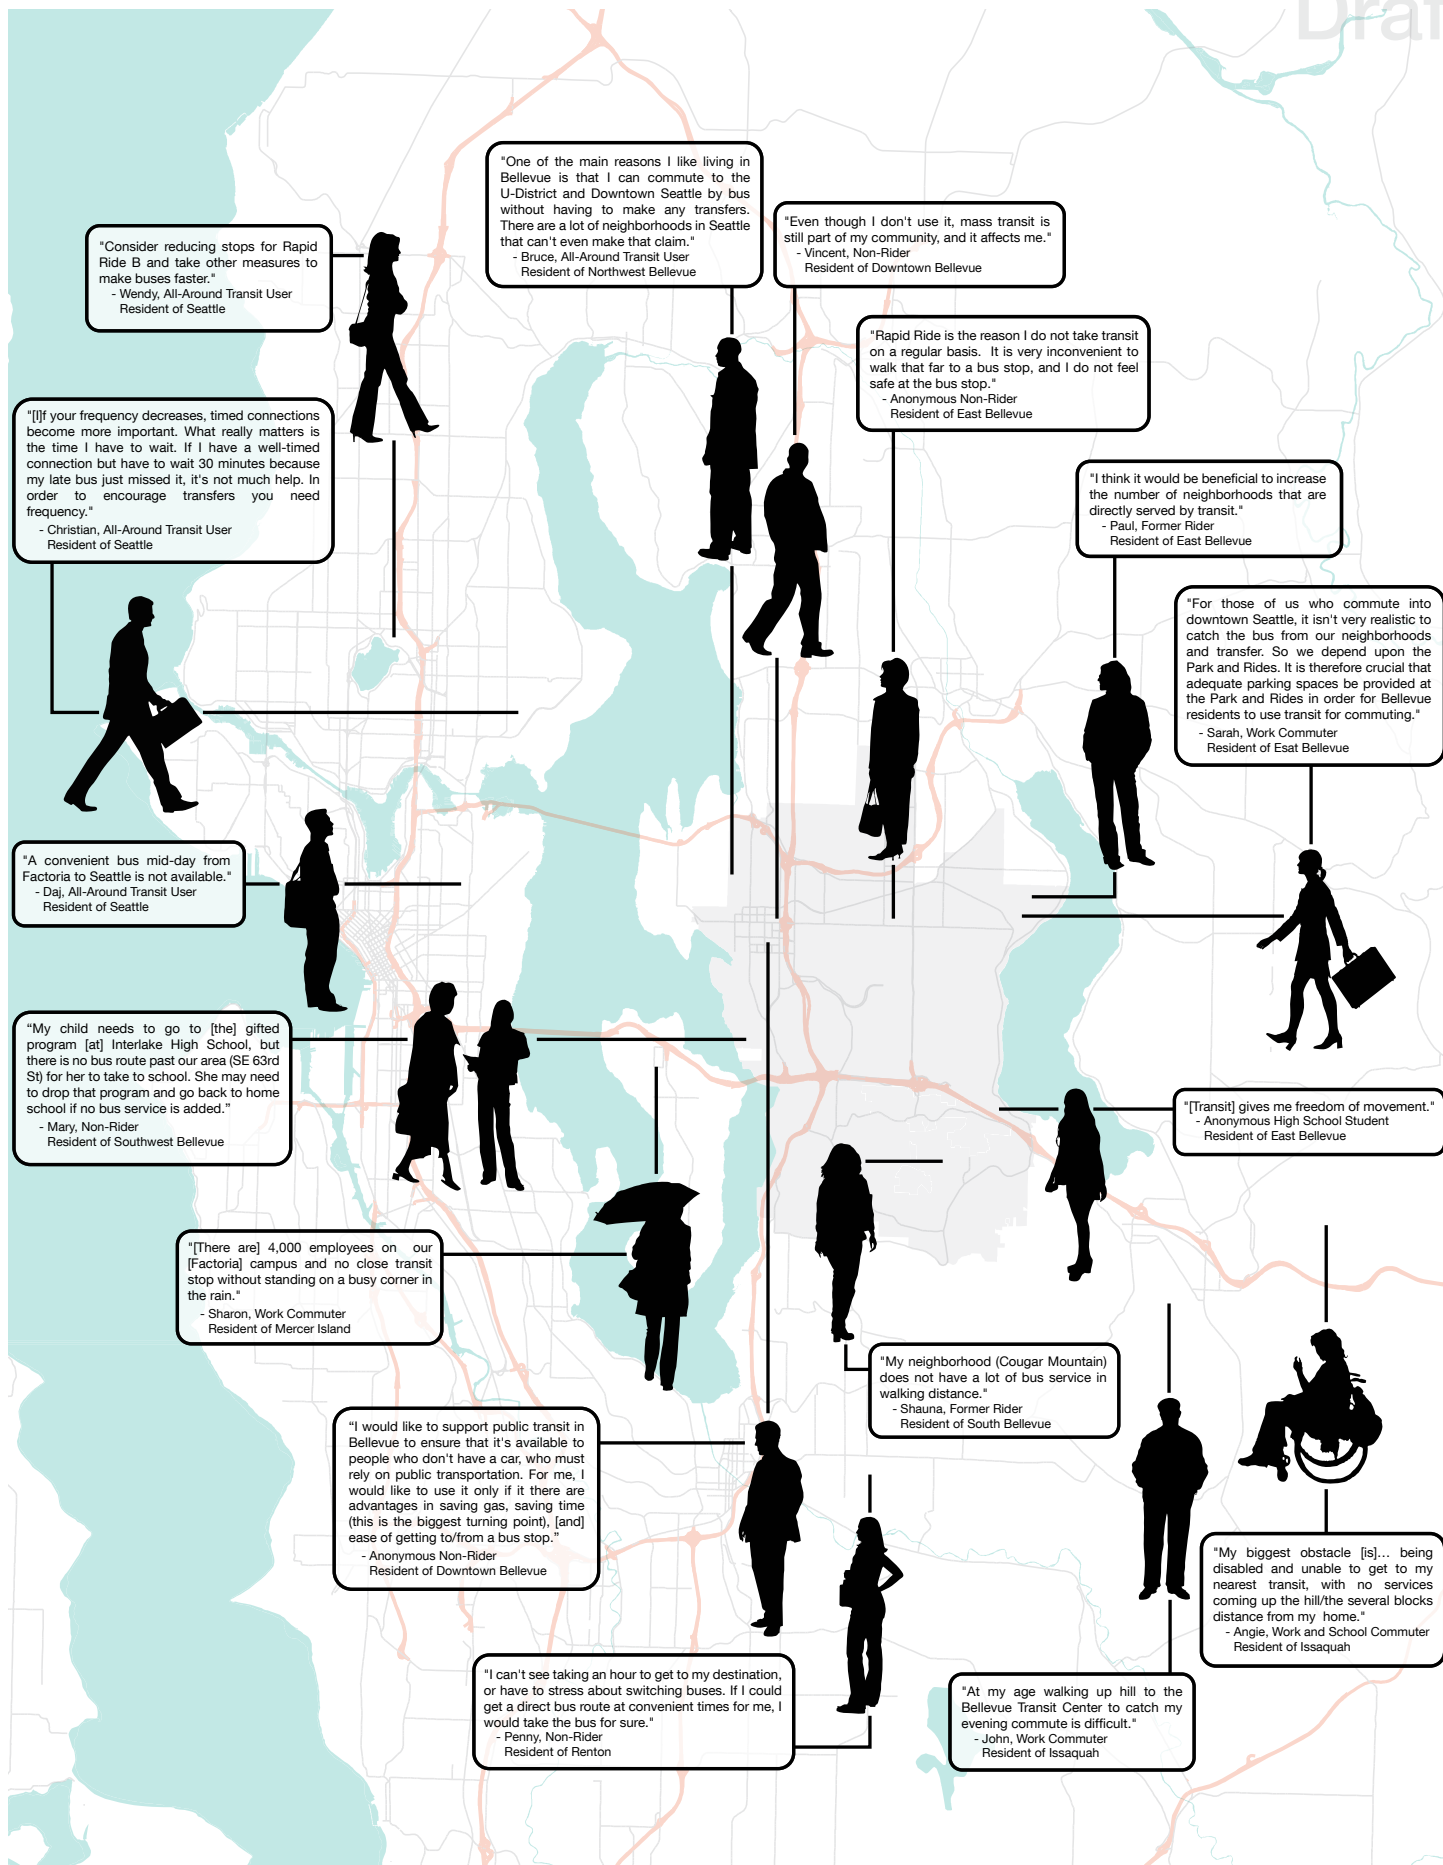 Draf
"One of the main reasons I like living in
Bellevue is that I can commute to the
U-District and Downtown Seattle by bus
without having to make any transfers.
There are a lot of neighborhoods in Seattle
that can't even make that claim."
- Bruce, All-Around Transit User
Resident of Northwest Bellevue
"Even though I don't use it, mass transit is
still part of my community, and it affects me."
- Vincent, Non-Rider
Resident of Downtown Bellevue
"Consider reducing stops for Rapid
Ride B and take other measures to
make buses faster."
- Wendy, All-Around Transit User
Resident of Seattle
"Rapid Ride is the reason I do not take transit
on a regular basis. It is very inconvenient to
walk that far to a bus stop, and I do not feel
safe at the bus stop."
- Anonymous Non-Rider
Resident of East Bellevue
"[I]f your frequency decreases, timed connections
become more important. What really matters is
the time I have to wait. If I have a well-timed
connection but have to wait 30 minutes because
my late bus just missed it, it's not much help. In
order to encourage transfers you need
frequency."
- Christian, All-Around Transit User
Resident of Seattle
"I think it would be beneficial to increase
the number of neighborhoods that are
directly served by transit."
- Paul, Former Rider
Resident of East Bellevue
"For those of us who commute into
downtown Seattle, it isn't very realistic to
catch the bus from our neighborhoods
and transfer. So we depend upon the
Park and Rides. It is therefore crucial that
adequate parking spaces be provided at
the Park and Rides in order for Bellevue
residents to use transit for commuting."
- Sarah, Work Commuter
Resident of Esat Bellevue
"A convenient bus mid-day from
Factoria to Seattle is not available."
- Daj, All-Around Transit User
Resident of Seattle
“My child needs to go to [the] gifted
program [at] Interlake High School, but
there is no bus route past our area (SE 63rd
St) for her to take to school. She may need
to drop that program and go back to home
school if no bus service is added.”
- Mary, Non-Rider
Resident of Southwest Bellevue
"[Transit] gives me freedom of movement."
- Anonymous High School Student
Resident of East Bellevue
"[There are] 4,000 employees on our
[Factoria] campus and no close transit
stop without standing on a busy corner in
the rain."
- Sharon, Work Commuter
Resident of Mercer Island
"My neighborhood (Cougar Mountain)
does not have a lot of bus service in
walking distance."
- Shauna, Former Rider
Resident of South Bellevue
“I would like to support public transit in
Bellevue to ensure that it's available to
people who don't have a car, who must
rely on public transportation. For me, I
would like to use it only if it there are
advantages in saving gas, saving time
(this is the biggest turning point), [and]
ease of getting to/from a bus stop.”
- Anonymous Non-Rider
Resident of Downtown Bellevue
"My biggest obstacle [is]... being
disabled and unable to get to my
nearest transit, with no services
coming up the hill/the several blocks
distance from my home."
- Angie, Work and School Commuter
Resident of Issaquah
"I can't see taking an hour to get to my destination,
or have to stress about switching buses. If I could
get a direct bus route at convenient times for me, I
would take the bus for sure."
- Penny, Non-Rider
Resident of Renton
"At my age walking up hill to the
Bellevue Transit Center to catch my
evening commute is difficult."
- John, Work Commuter
Resident of Issaquah